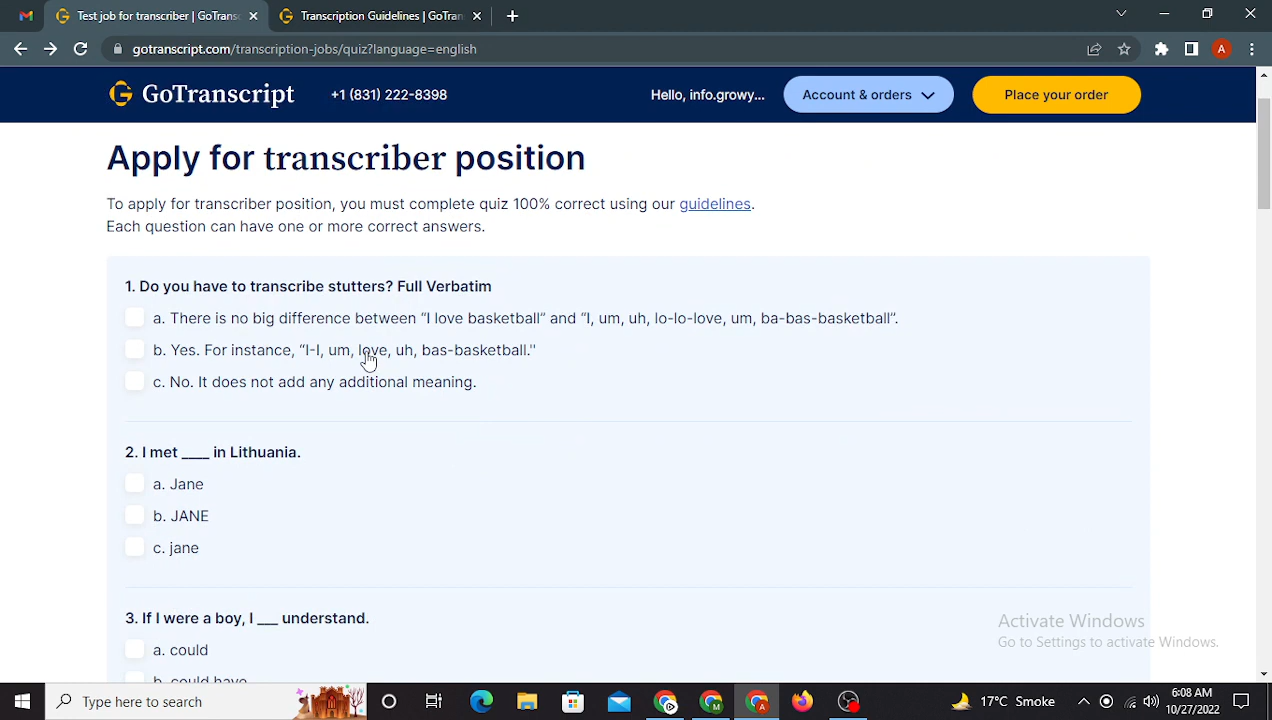 Test job for transcriber | GoTrans
Transcription Guidelines | GoTran
gotranscript.com/transcription-jobs/quiz?language=english
A
GoTranscript
+1 (831) 222-8398
Hello, info.growy...
Account & orders
Place your order
Apply for transcriber position
To apply for transcriber position, you must complete quiz 100% correct using our guidelines.
Each question can have one or more correct answers.
1. Do you have to transcribe stutters? Full Verbatim
a. There is no big difference between “I love basketball” and “I, um, uh, lo-lo-love, um, ba-bas-basketball”.
b. Yes. For instance, “I-I, um, love, uh, bas-basketball."
c. No. It does not add any additional meaning.
2. I met ____ in Lithuania.
a. Jane
b. JANE
c. jane
3. If I were a boy, I ___ understand.
a. could
b. could have
Activate Windows
Go to Settings to activate Windows.
Type here to search
17°C Smoke
6:08 AM
10/27/2022